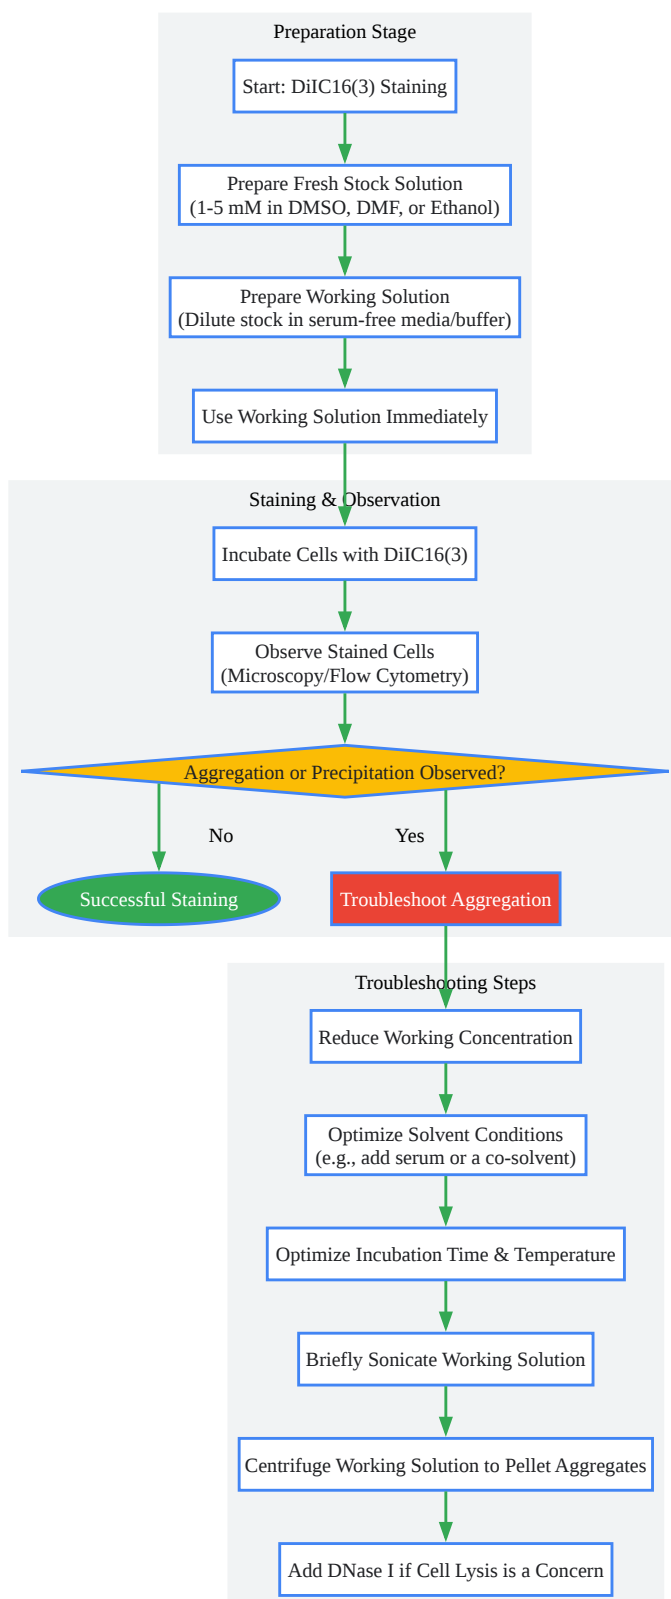 Preparation Stage
Start: DiIC16(3) Staining
Prepare Fresh Stock Solution
(1-5 mM in DMSO, DMF, or Ethanol)
Prepare Working Solution
(Dilute stock in serum-free media/buffer)
Use Working Solution Immediately
Staining & Observation
Incubate Cells with DiIC16(3)
Observe Stained Cells
(Microscopy/Flow Cytometry)
Aggregation or Precipitation Observed?
No
Yes
Successful Staining
Troubleshoot Aggregation
Troubleshooting Steps
Reduce Working Concentration
Optimize Solvent Conditions
(e.g., add serum or a co-solvent)
Optimize Incubation Time & Temperature
Briefly Sonicate Working Solution
Centrifuge Working Solution to Pellet Aggregates
Add DNase I if Cell Lysis is a Concern